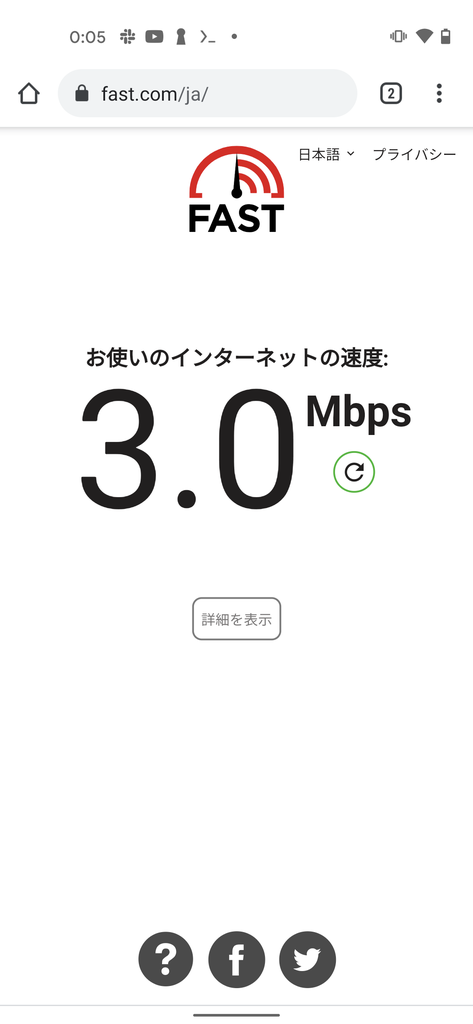 0:05
fast.com/ja/
2
日本語 プライバシー
FAST
お使いのインターネットの速度:
3.0 Mbps
詳細を表示
?
f